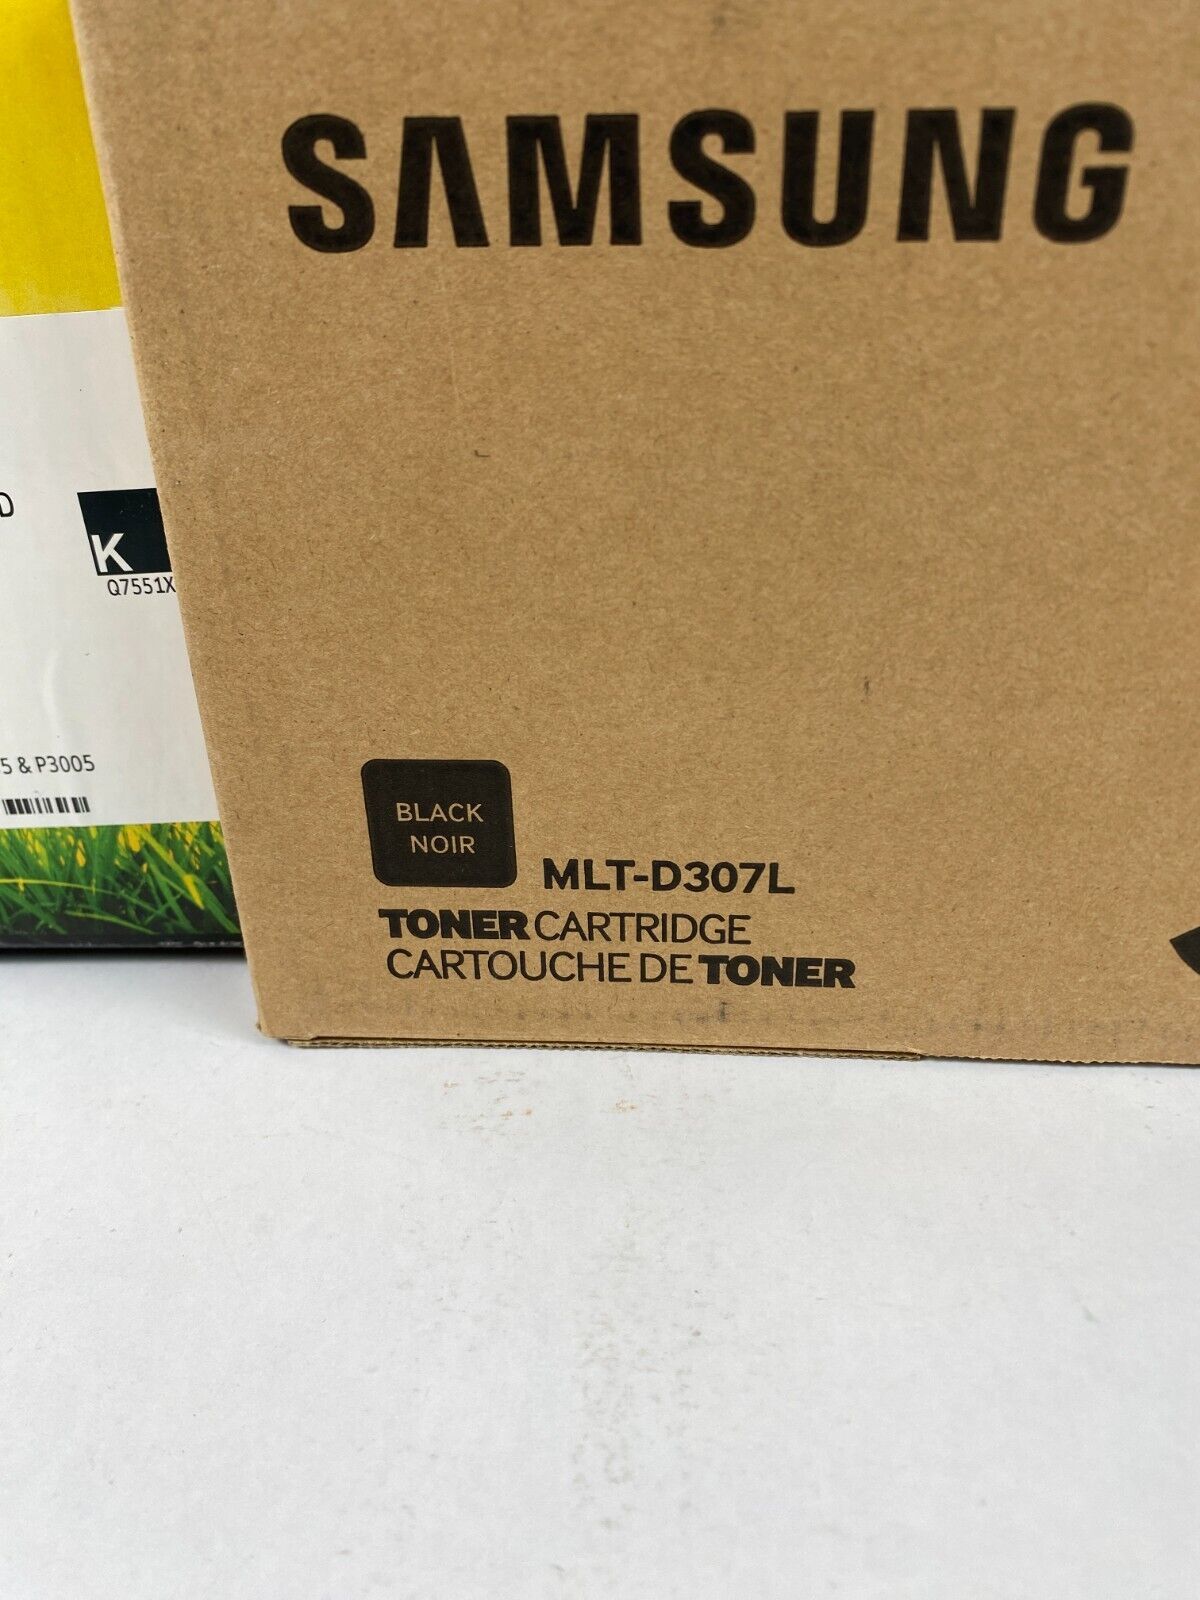 SAMSUNG
D
K
Q7551X
5 & P3005
BLACK
NOIR
MLT-D307L
TONER CARTRIDGE
CARTOUCHE DE TONER